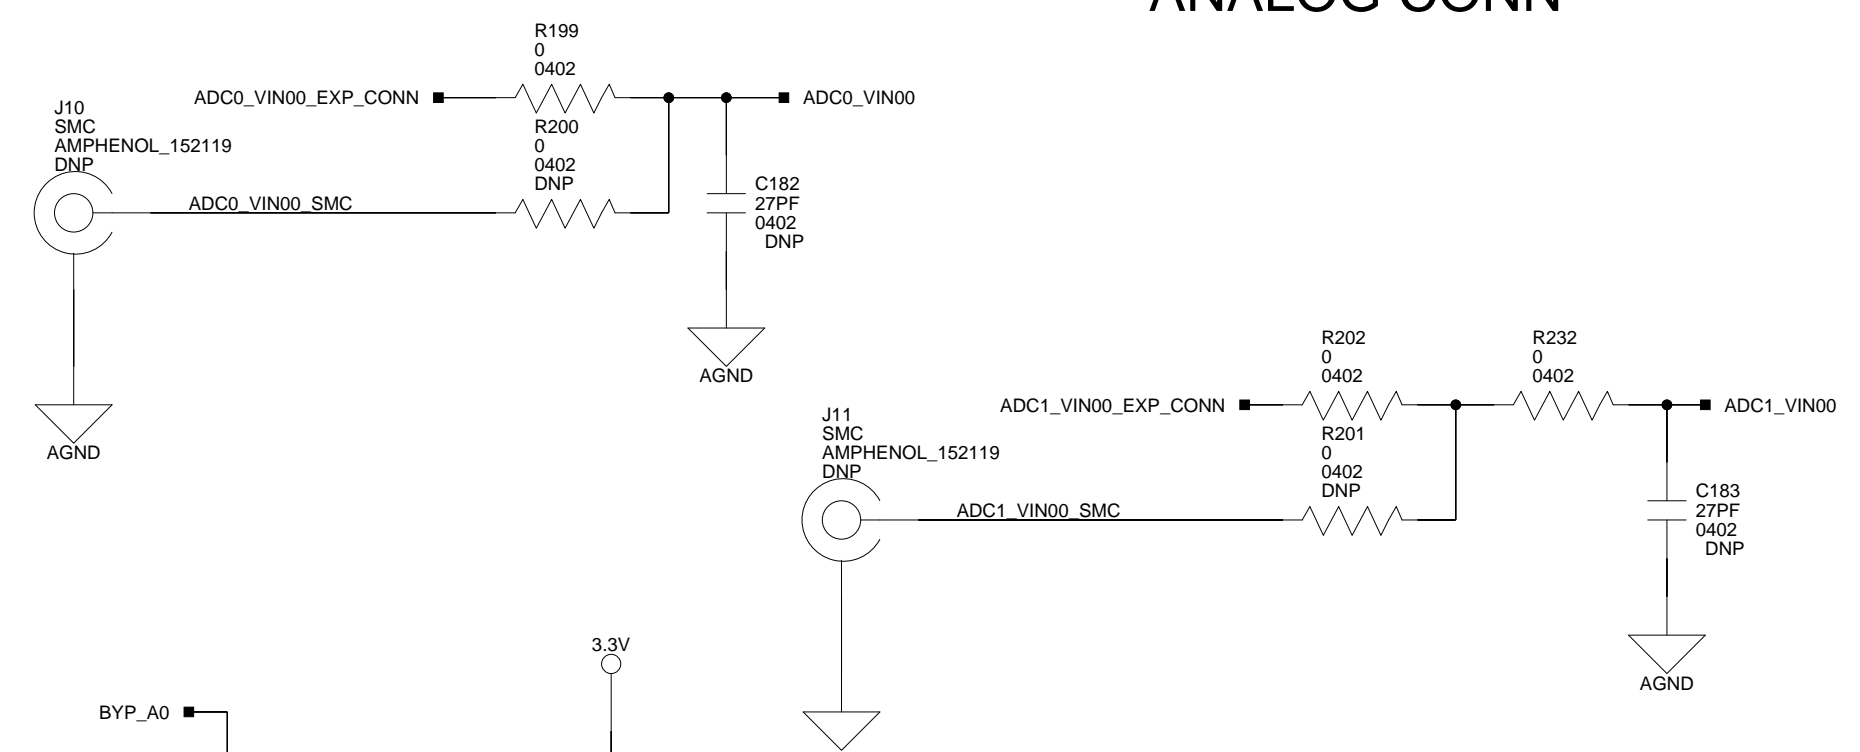 ANALOG CONN
R199
0
0402
ADC0_VIN00_EXP_CONN
ADC0_VIN00
J10
SMC
AMPHENOL_152119
DNP
R200
0
0402
DNP
ADC0_VIN00_SMC
C182
27PF
0402
DNP
AGND
AGND
R202
0
0402
R232
0
0402
ADC1_VIN00_EXP_CONN
ADC1_VIN00
J11
SMC
AMPHENOL_152119
DNP
R201
0
0402
DNP
ADC1_VIN00_SMC
C183
27PF
0402
DNP
AGND
3.3V
BYP_A0